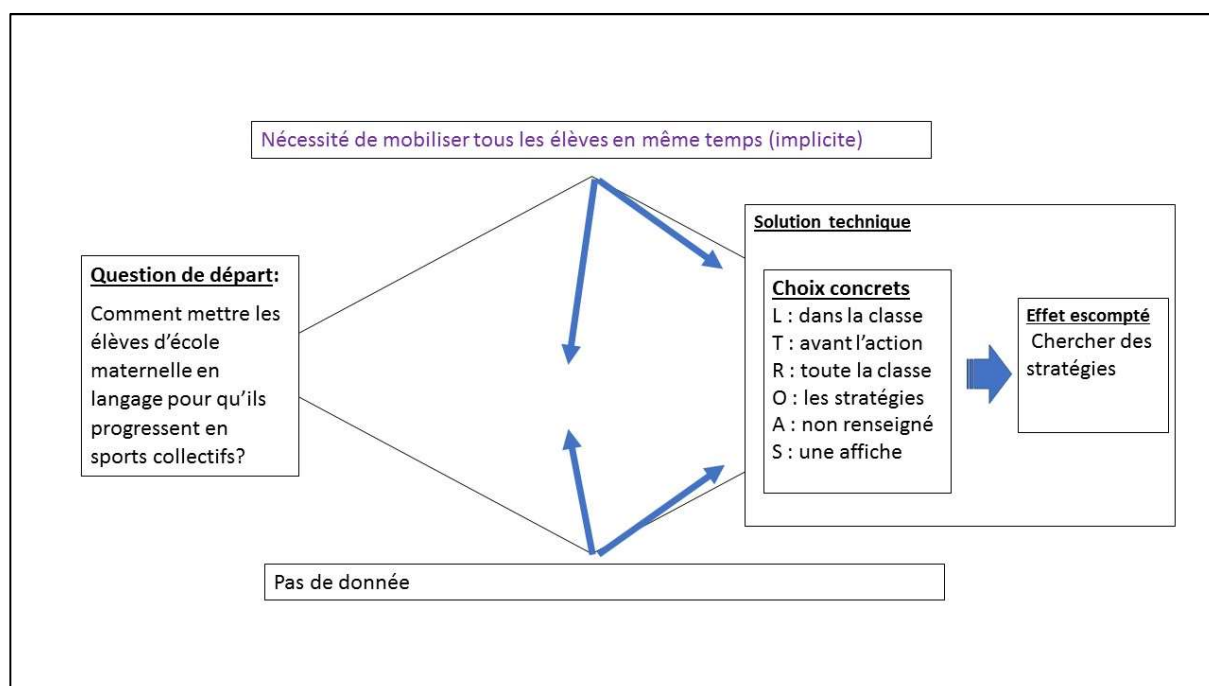 Nécessité de mobiliser tous les élèves en même temps (implicite)
Question de départ:
Comment mettre les
élèves d’école
maternelle en
langage pour qu’ils
progressent en
sports collectifs?
Solution technique
Choix concrets
L : dans la classe
T : avant l’action
R : toute la classe
O : les stratégies
A : non renseigné
S : une affiche
Effet escompté
Chercher des
stratégies
Pas de donnée